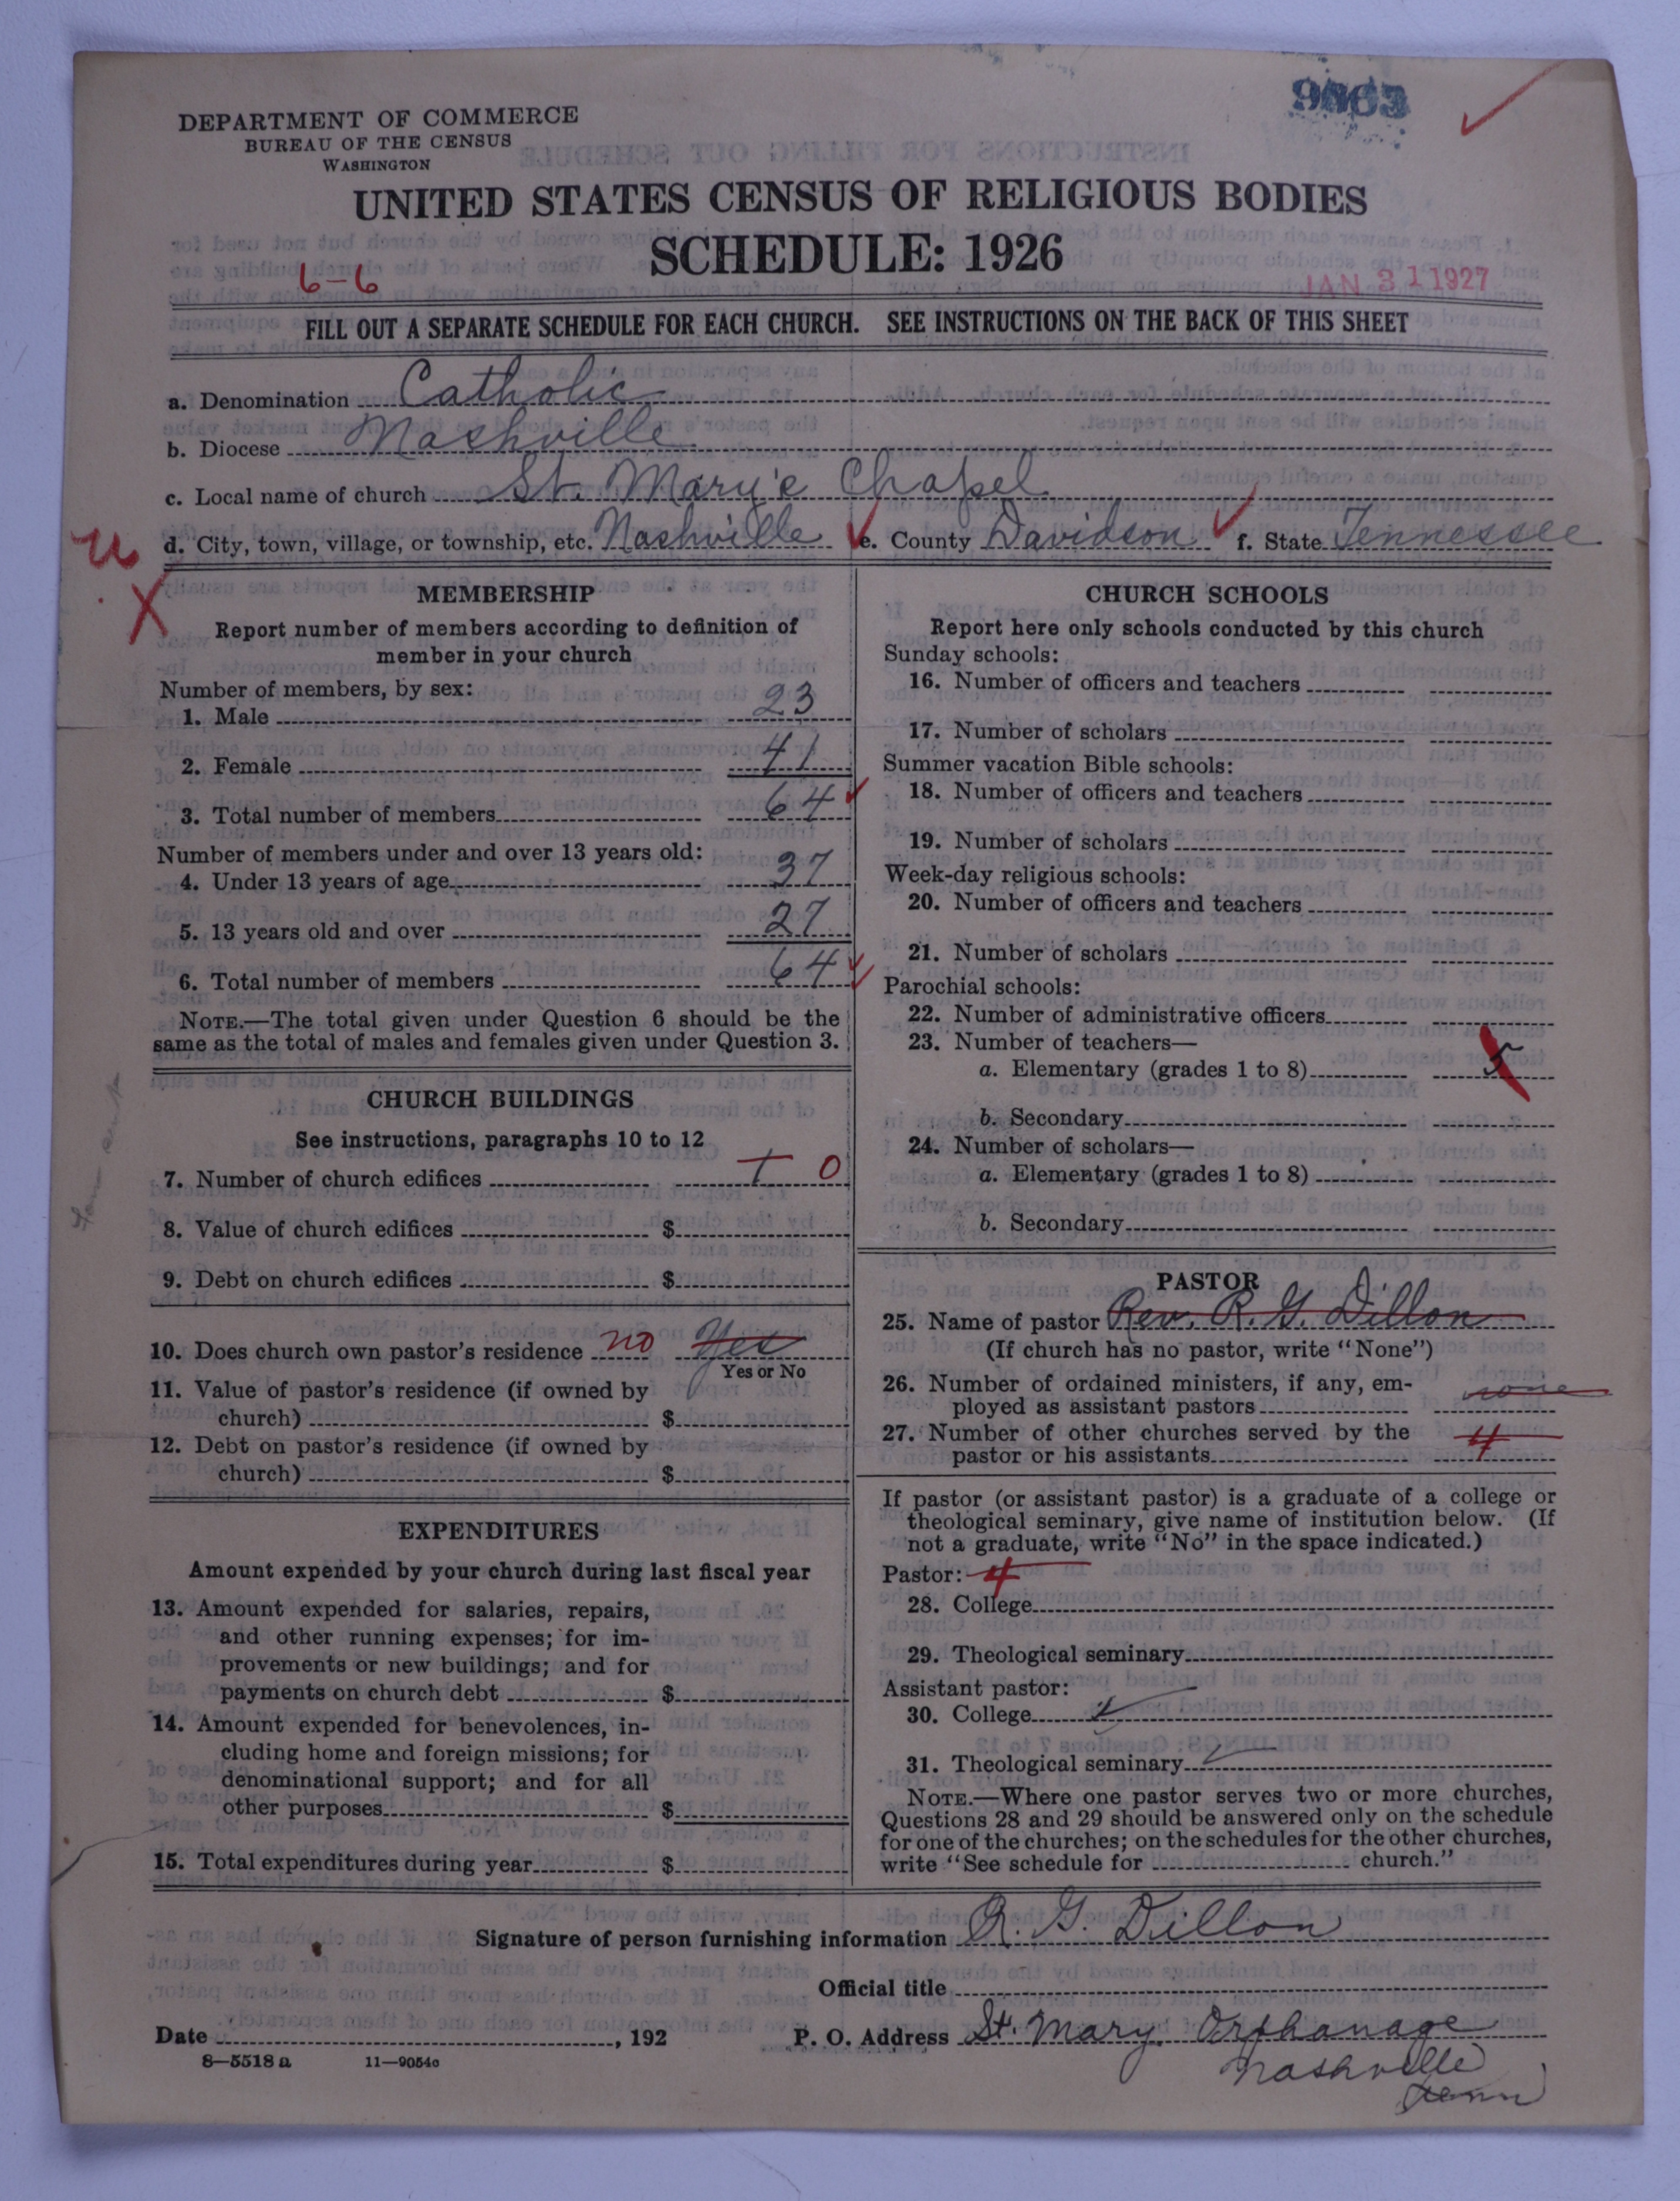 DEPARTMENT OF COMMERCE
BUREAU OF THE CENSUS
WASHINGTON
UNITED STATES CENSUS OF RELIGIOUS BODIES
SCHEDULE: 1926
6-6
JAN 31 1927
FILL OUT A SEPARATE SCHEDULE FOR EACH CHURCH. SEE INSTRUCTIONS ON THE BACK OF THIS SHEET
a. Denomination Catholic
b. Diocese Nashville
c. Local name of church St. Mary's Chapel
d. City, town, village, or township, etc. Nashville e. County Davidson f. State Tennessee
u
X
MEMBERSHIP
Report number of members according to definition of
member in your church
Number of members, by sex:
1. Male 23
2. Female 41
3. Total number of members 64
Number of members under and over 13 years old:
4. Under 13 years of age 37
5. 13 years old and over 27
6. Total number of members 64
NOTE.—The total given under Question 6 should be the
same as the total of males and females given under Question 3.
CHURCH BUILDINGS
See instructions, paragraphs 10 to 12
7. Number of church edifices 1 0
8. Value of church edifices $
9. Debt on church edifices $
10. Does church own pastor's residence no Yes
Yes or No
11. Value of pastor's residence (if owned by
church) $
12. Debt on pastor's residence (if owned by
church) $
EXPENDITURES
Amount expended by your church during last fiscal year
13. Amount expended for salaries, repairs,
and other running expenses; for im-
provements or new buildings; and for
payments on church debt $
14. Amount expended for benevolences, in-
cluding home and foreign missions; for
denominational support; and for all
other purposes $
15. Total expenditures during year $
CHURCH SCHOOLS
Report here only schools conducted by this church
Sunday schools:
16. Number of officers and teachers
17. Number of scholars
Summer vacation Bible schools:
18. Number of officers and teachers
19. Number of scholars
Week-day religious schools:
20. Number of officers and teachers
21. Number of scholars
Parochial schools:
22. Number of administrative officers
23. Number of teachers—
a. Elementary (grades 1 to 8) 5
b. Secondary
24. Number of scholars—
a. Elementary (grades 1 to 8)
b. Secondary
PASTOR
25. Name of pastor Rev. R. G. Dillon
(If church has no pastor, write "None")
26. Number of ordained ministers, if any, em-
ployed as assistant pastors none
27. Number of other churches served by the
pastor or his assistants 4
If pastor (or assistant pastor) is a graduate of a college or
theological seminary, give name of institution below. (If
not a graduate, write "No" in the space indicated.)
Pastor: 4
28. College
29. Theological seminary
Assistant pastor:
30. College
31. Theological seminary
NOTE.—Where one pastor serves two or more churches,
Questions 28 and 29 should be answered only on the schedule
for one of the churches; on the schedules for the other churches,
write "See schedule for church."
Signature of person furnishing information R. G. Dillon
Official title
Date , 192 P. O. Address St. Mary. Orphanage
Nashville
Tenn
8—5518 a 11—9054c